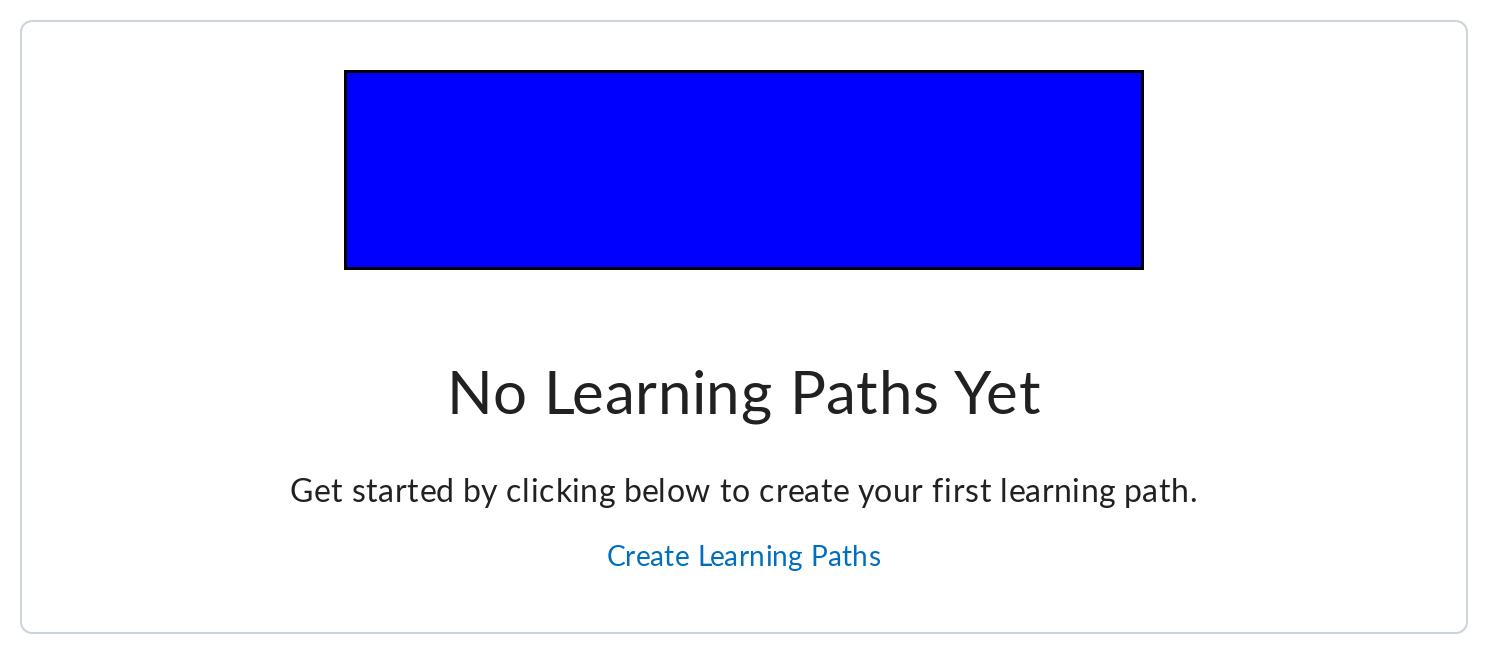 No Learning Paths Yet
Get started by clicking below to create your first learning path.
Create Learning Paths